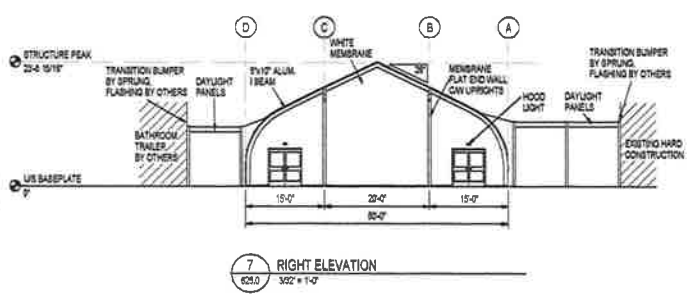 D
C
B
A
STRUCTURE PEAK
TRANSITION BUMPER
BY SPRUNG,
FLASHING BY OTHERS
DAYLIGHT
PANELS
BATHROOM
TRAILER
BY OTHERS
ALUM.
I BEAM
WHITE
MEMBRANE
MEMBRANE
FLAT END WALL
C/W UPRIGHTS
HOOD
LIGHT
DAYLIGHT
PANELS
TRANSITION BUMPER
BY SPRUNG,
FLASHING BY OTHERS
EXISTING HARD
CONSTRUCTION
U/S BASEPLATE
0"
15'-0"
20'-0"
15'-0"
7
RIGHT ELEVATION
3/32" = 1'-0"